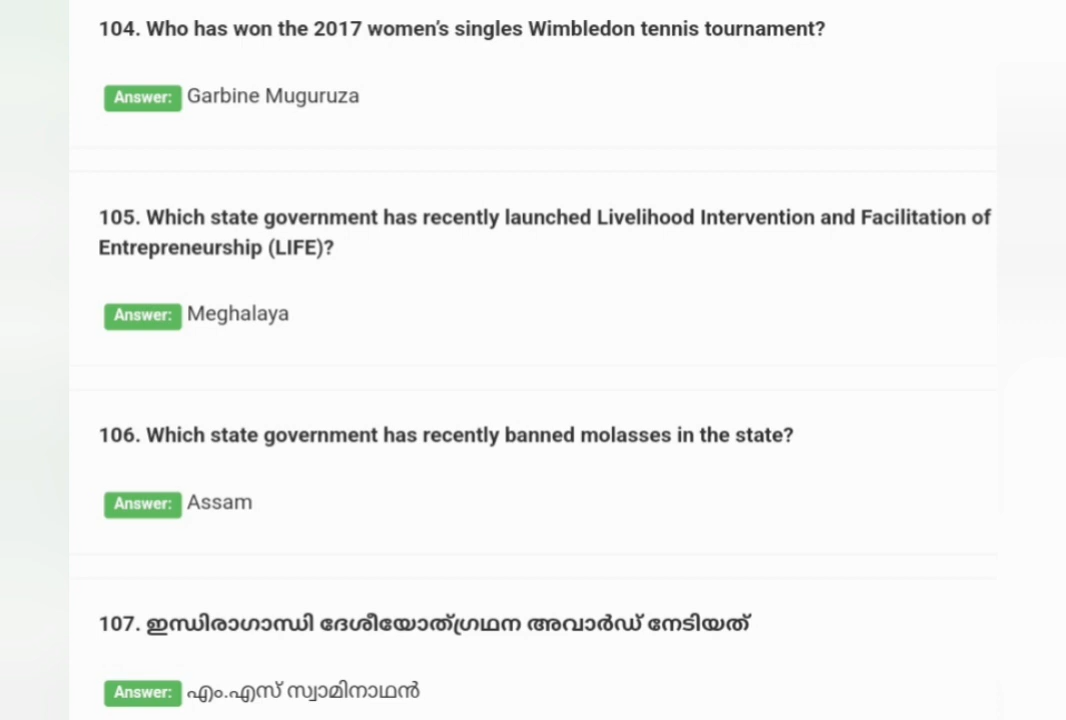 104. Who has won the 2017 women’s singles Wimbledon tennis tournament?
Answer: Garbine Muguruza
105. Which state government has recently launched Livelihood Intervention and Facilitation of
Entrepreneurship (LIFE)?
Answer: Meghalaya
106. Which state government has recently banned molasses in the state?
Answer: Assam
107. ഇന്ധിരാഗാന്ധി ദേശീയോത്ഗ്രഥന അവാർഡ് നേടിയത്
Answer: എം.എസ് സ്വാമിനാഥൻ